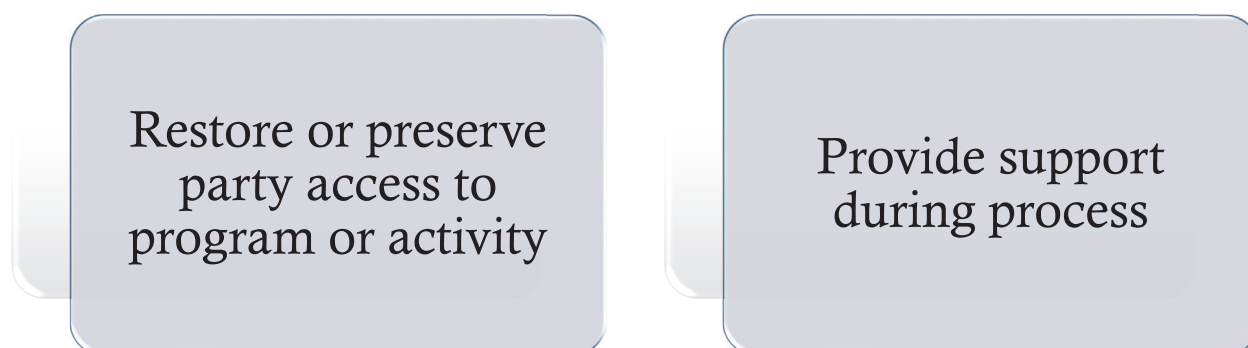 Restore or preserve
party access to
program or activity
Provide support
during process